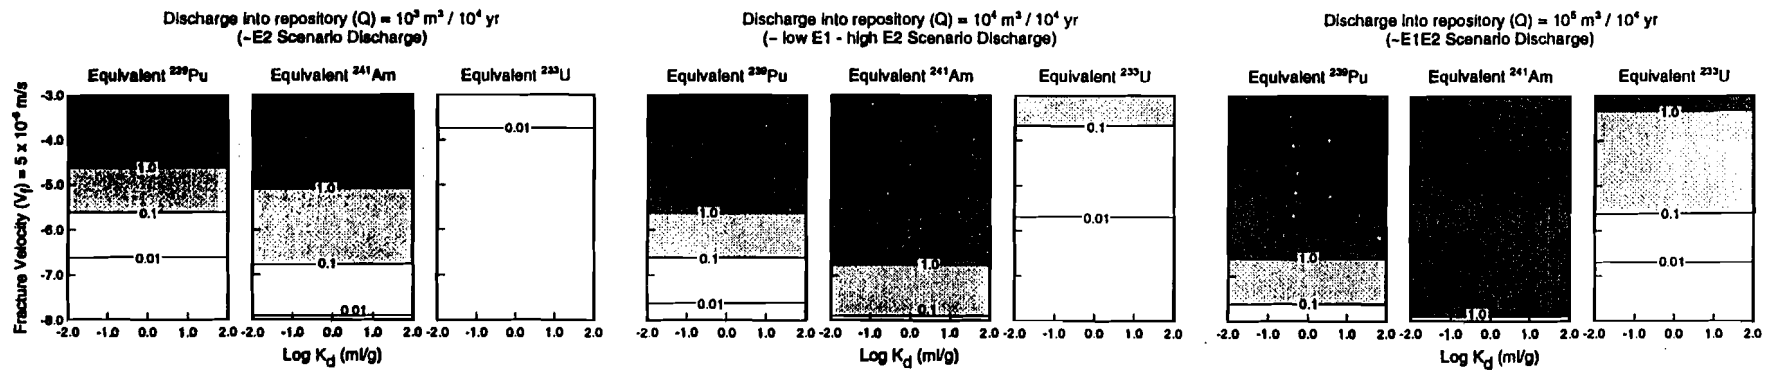 Discharge into repository (Q) = 10³ m³ / 10⁴ yr
(~E2 Scenario Discharge)
Equivalent ²³⁹Pu
Equivalent ²⁴¹Am
Equivalent ²³³U
Fracture Velocity (Vf) = 5 x 10⁻⁶ m/s
-3.0
-4.0
-5.0
-6.0
-7.0
-8.0
1.0
0.1
0.01
1.0
0.1
0.01
0.01
-2.0 -1.0 0.0 1.0 2.0
-2.0 -1.0 0.0 1.0 2.0
-2.0 -1.0 0.0 1.0 2.0
Log Kd (ml/g)
Discharge into repository (Q) = 10⁴ m³ / 10⁴ yr
(~ low E1 - high E2 Scenario Discharge)
Equivalent ²³⁹Pu
Equivalent ²⁴¹Am
Equivalent ²³³U
1.0
0.1
0.01
1.0
0.1
0.1
0.01
-2.0 -1.0 0.0 1.0 2.0
-2.0 -1.0 0.0 1.0 2.0
-2.0 -1.0 0.0 1.0 2.0
Log Kd (ml/g)
Discharge into repository (Q) = 10⁵ m³ / 10⁴ yr
(~E1E2 Scenario Discharge)
Equivalent ²³⁹Pu
Equivalent ²⁴¹Am
Equivalent ²³³U
1.0
0.1
1.0
1.0
0.1
0.01
-2.0 -1.0 0.0 1.0 2.0
-2.0 -1.0 0.0 1.0 2.0
-2.0 -1.0 0.0 1.0 2.0
Log Kd (ml/g)